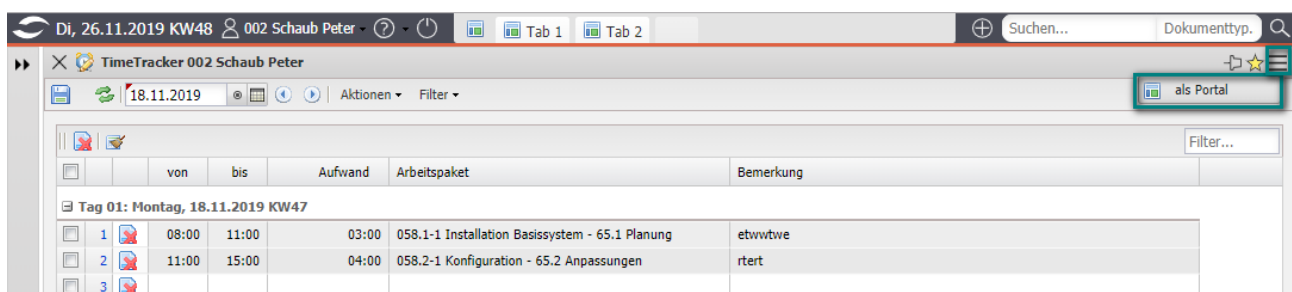 Di, 26.11.2019 KW48 002 Schaub Peter Tab 1 Tab 2 Suchen... Dokumenttyp.
TimeTracker 002 Schaub Peter
18.11.2019 Aktionen Filter als Portal
Filter...
von bis Aufwand Arbeitspaket Bemerkung
Tag 01: Montag, 18.11.2019 KW47
1 08:00 11:00 03:00 058.1-1 Installation Basissystem - 65.1 Planung etwwtwe
2 11:00 15:00 04:00 058.2-1 Konfiguration - 65.2 Anpassungen rtert
3